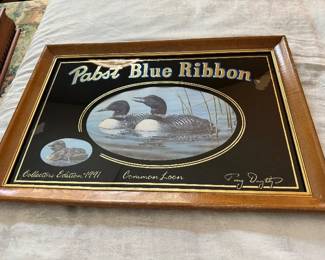 Pabst Blue Ribbon
Collectors Edition 1991 Common Loon